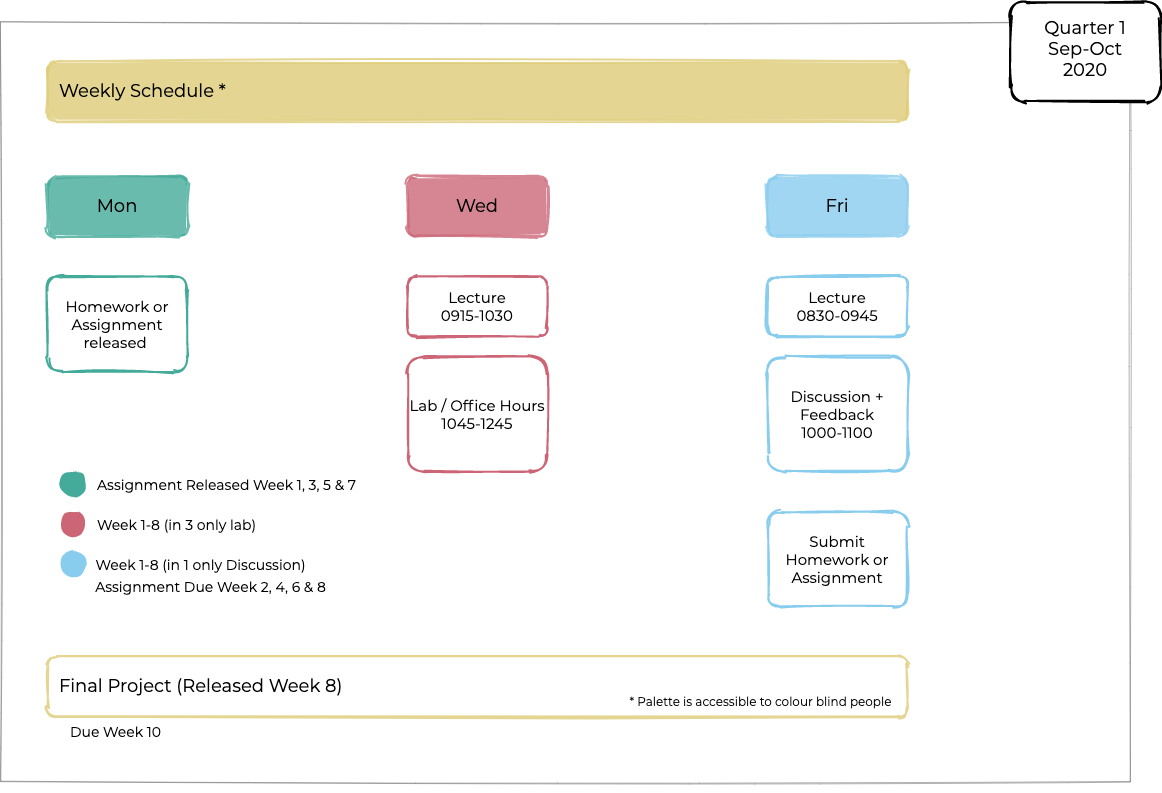 Quarter 1
Sep-Oct
2020
Weekly Schedule *
Mon
Wed
Fri
Homework or
Assignment
released
Lecture
0915-1030
Lecture
0830-0945
Lab / Office Hours
1045-1245
Discussion +
Feedback
1000-1100
Assignment Released Week 1, 3, 5 & 7
Week 1-8 (in 3 only lab)
Week 1-8 (in 1 only Discussion)
Assignment Due Week 2, 4, 6 & 8
Submit
Homework or
Assignment
Final Project (Released Week 8)
* Palette is accessible to colour blind people
Due Week 10